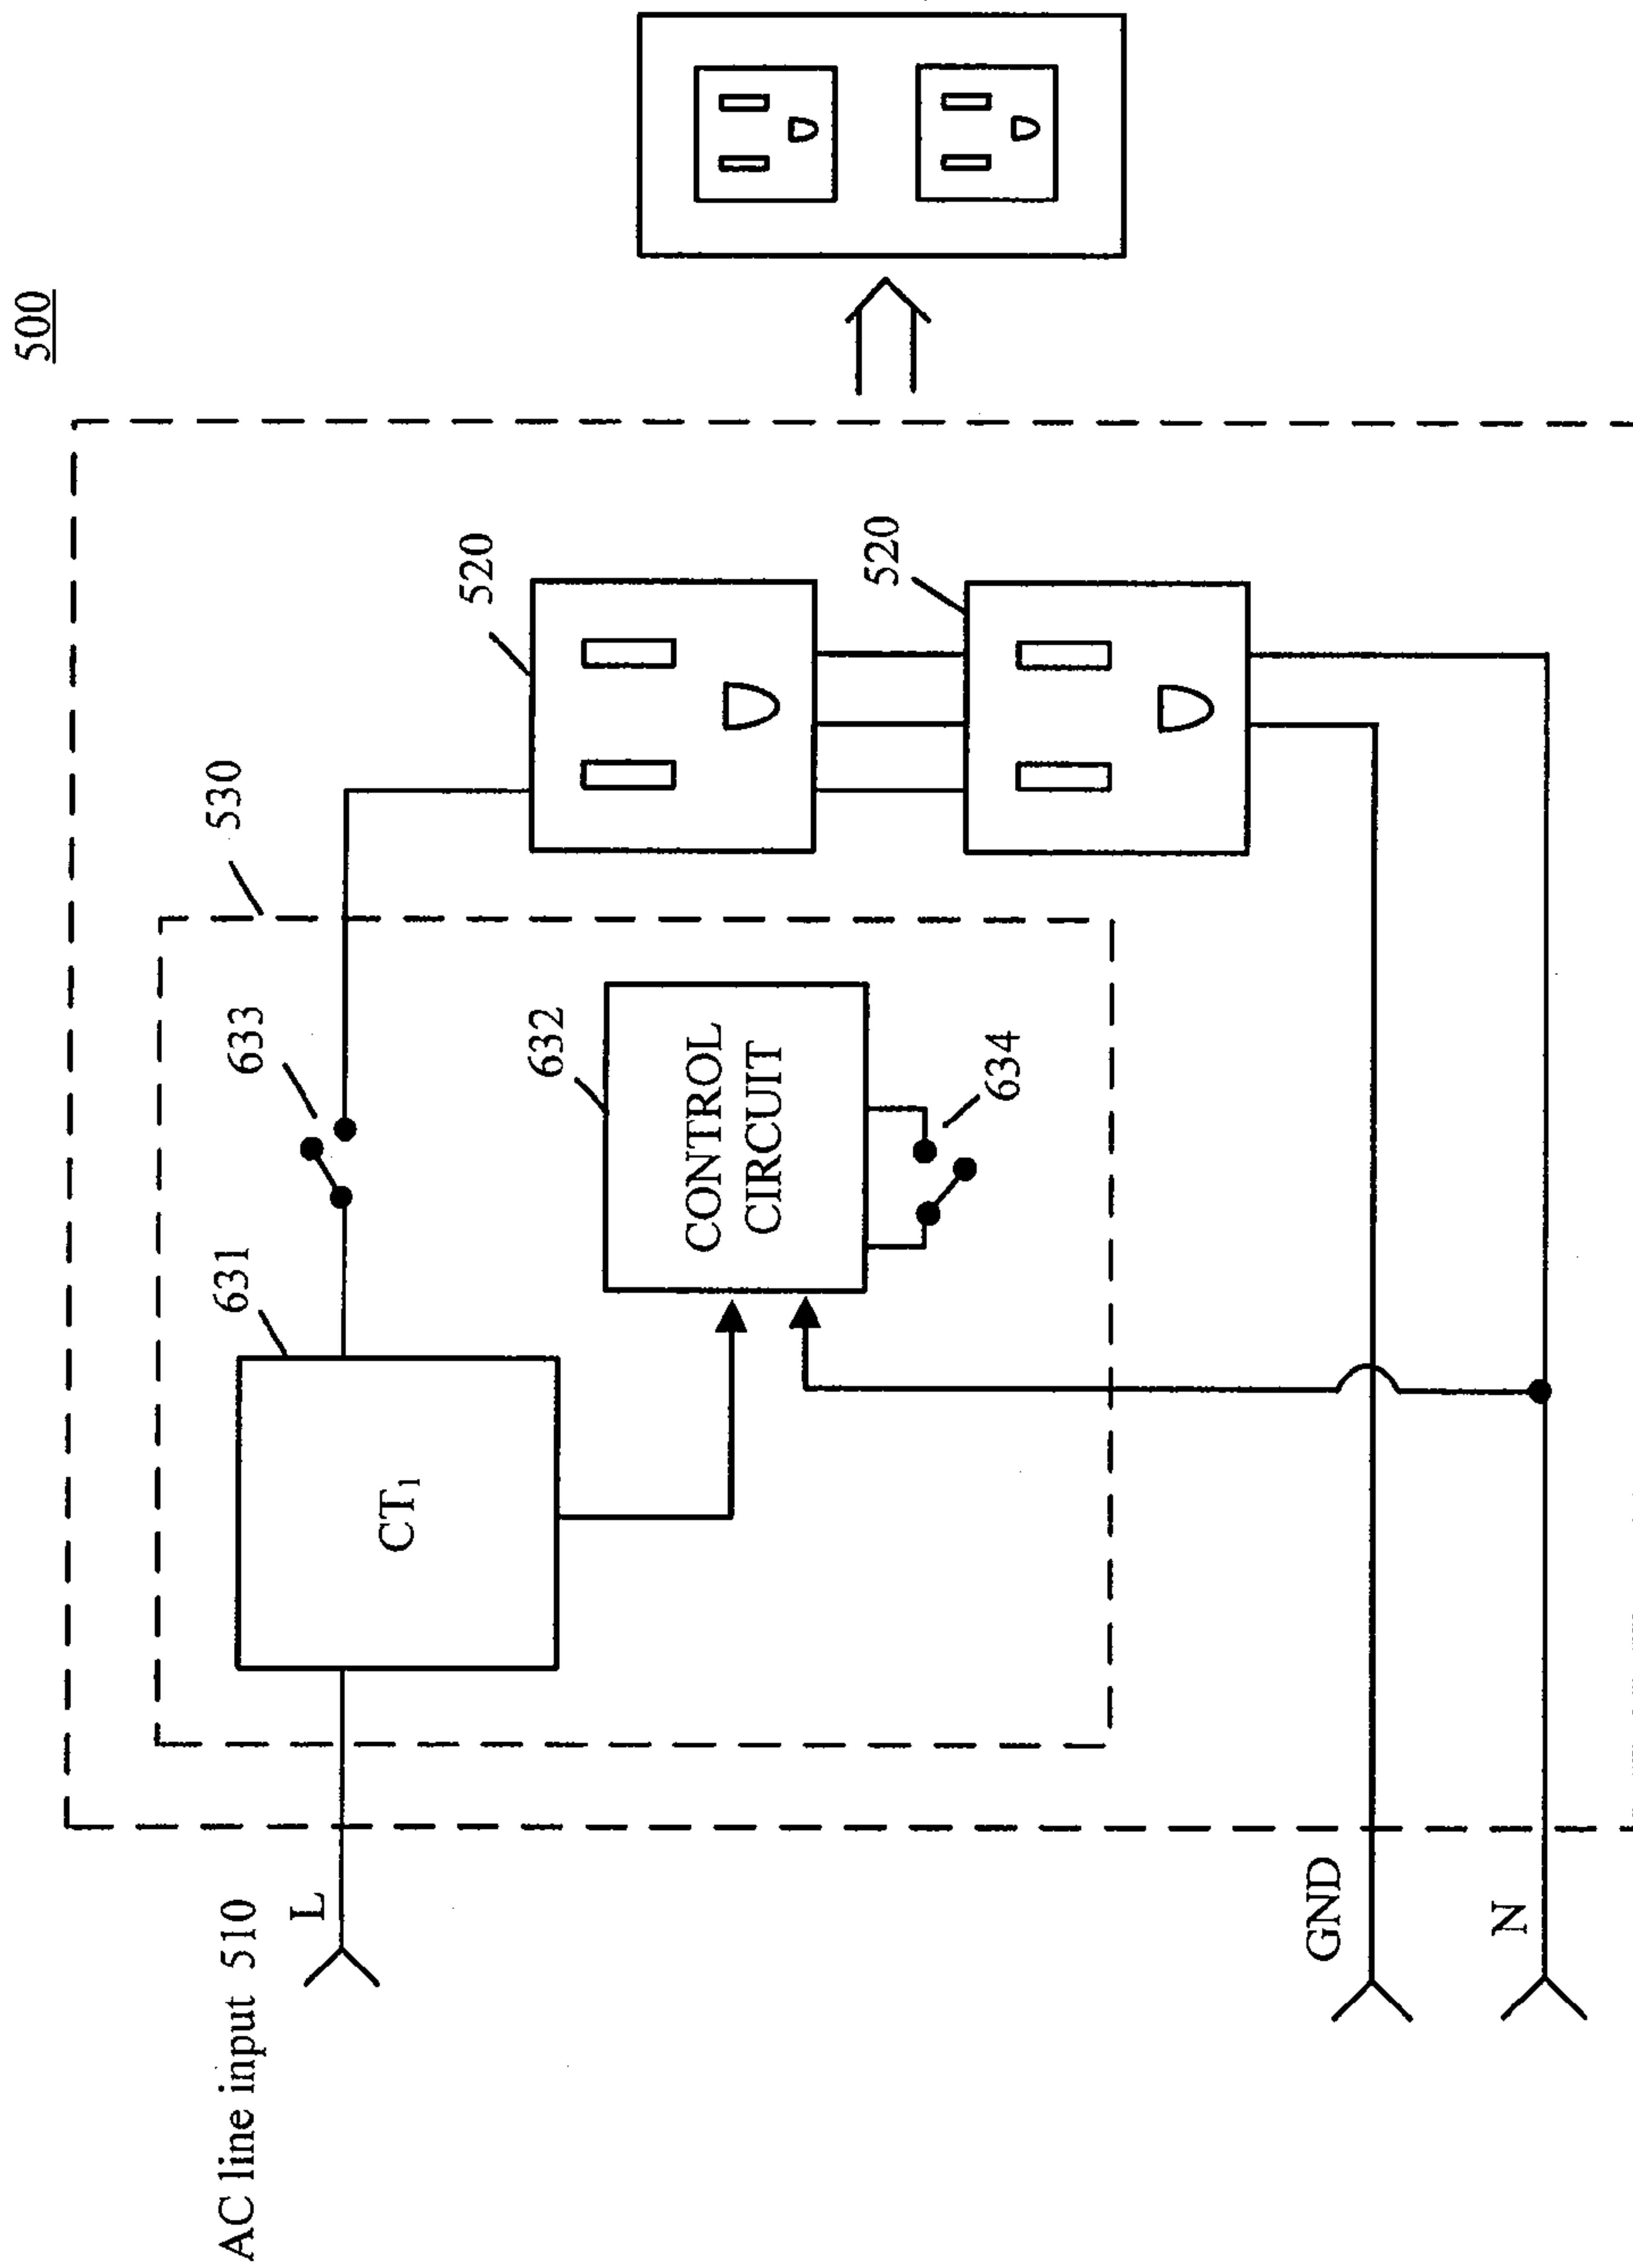 500
530
633
631
520
632
520
CT₁
CONTROL
CIRCUIT
634
AC line input 510
L
GND
N